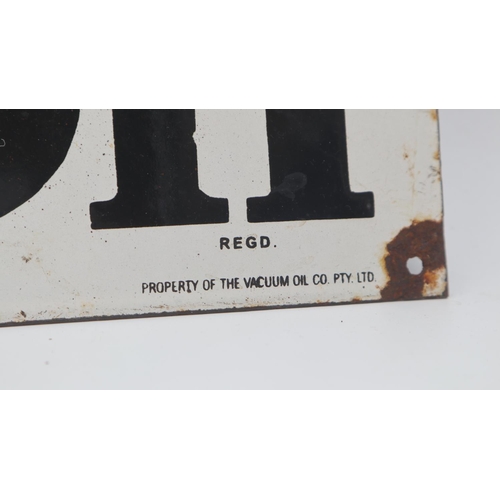 REGD.
PROPERTY OF THE VACUUM OIL CO. PTY. LTD.